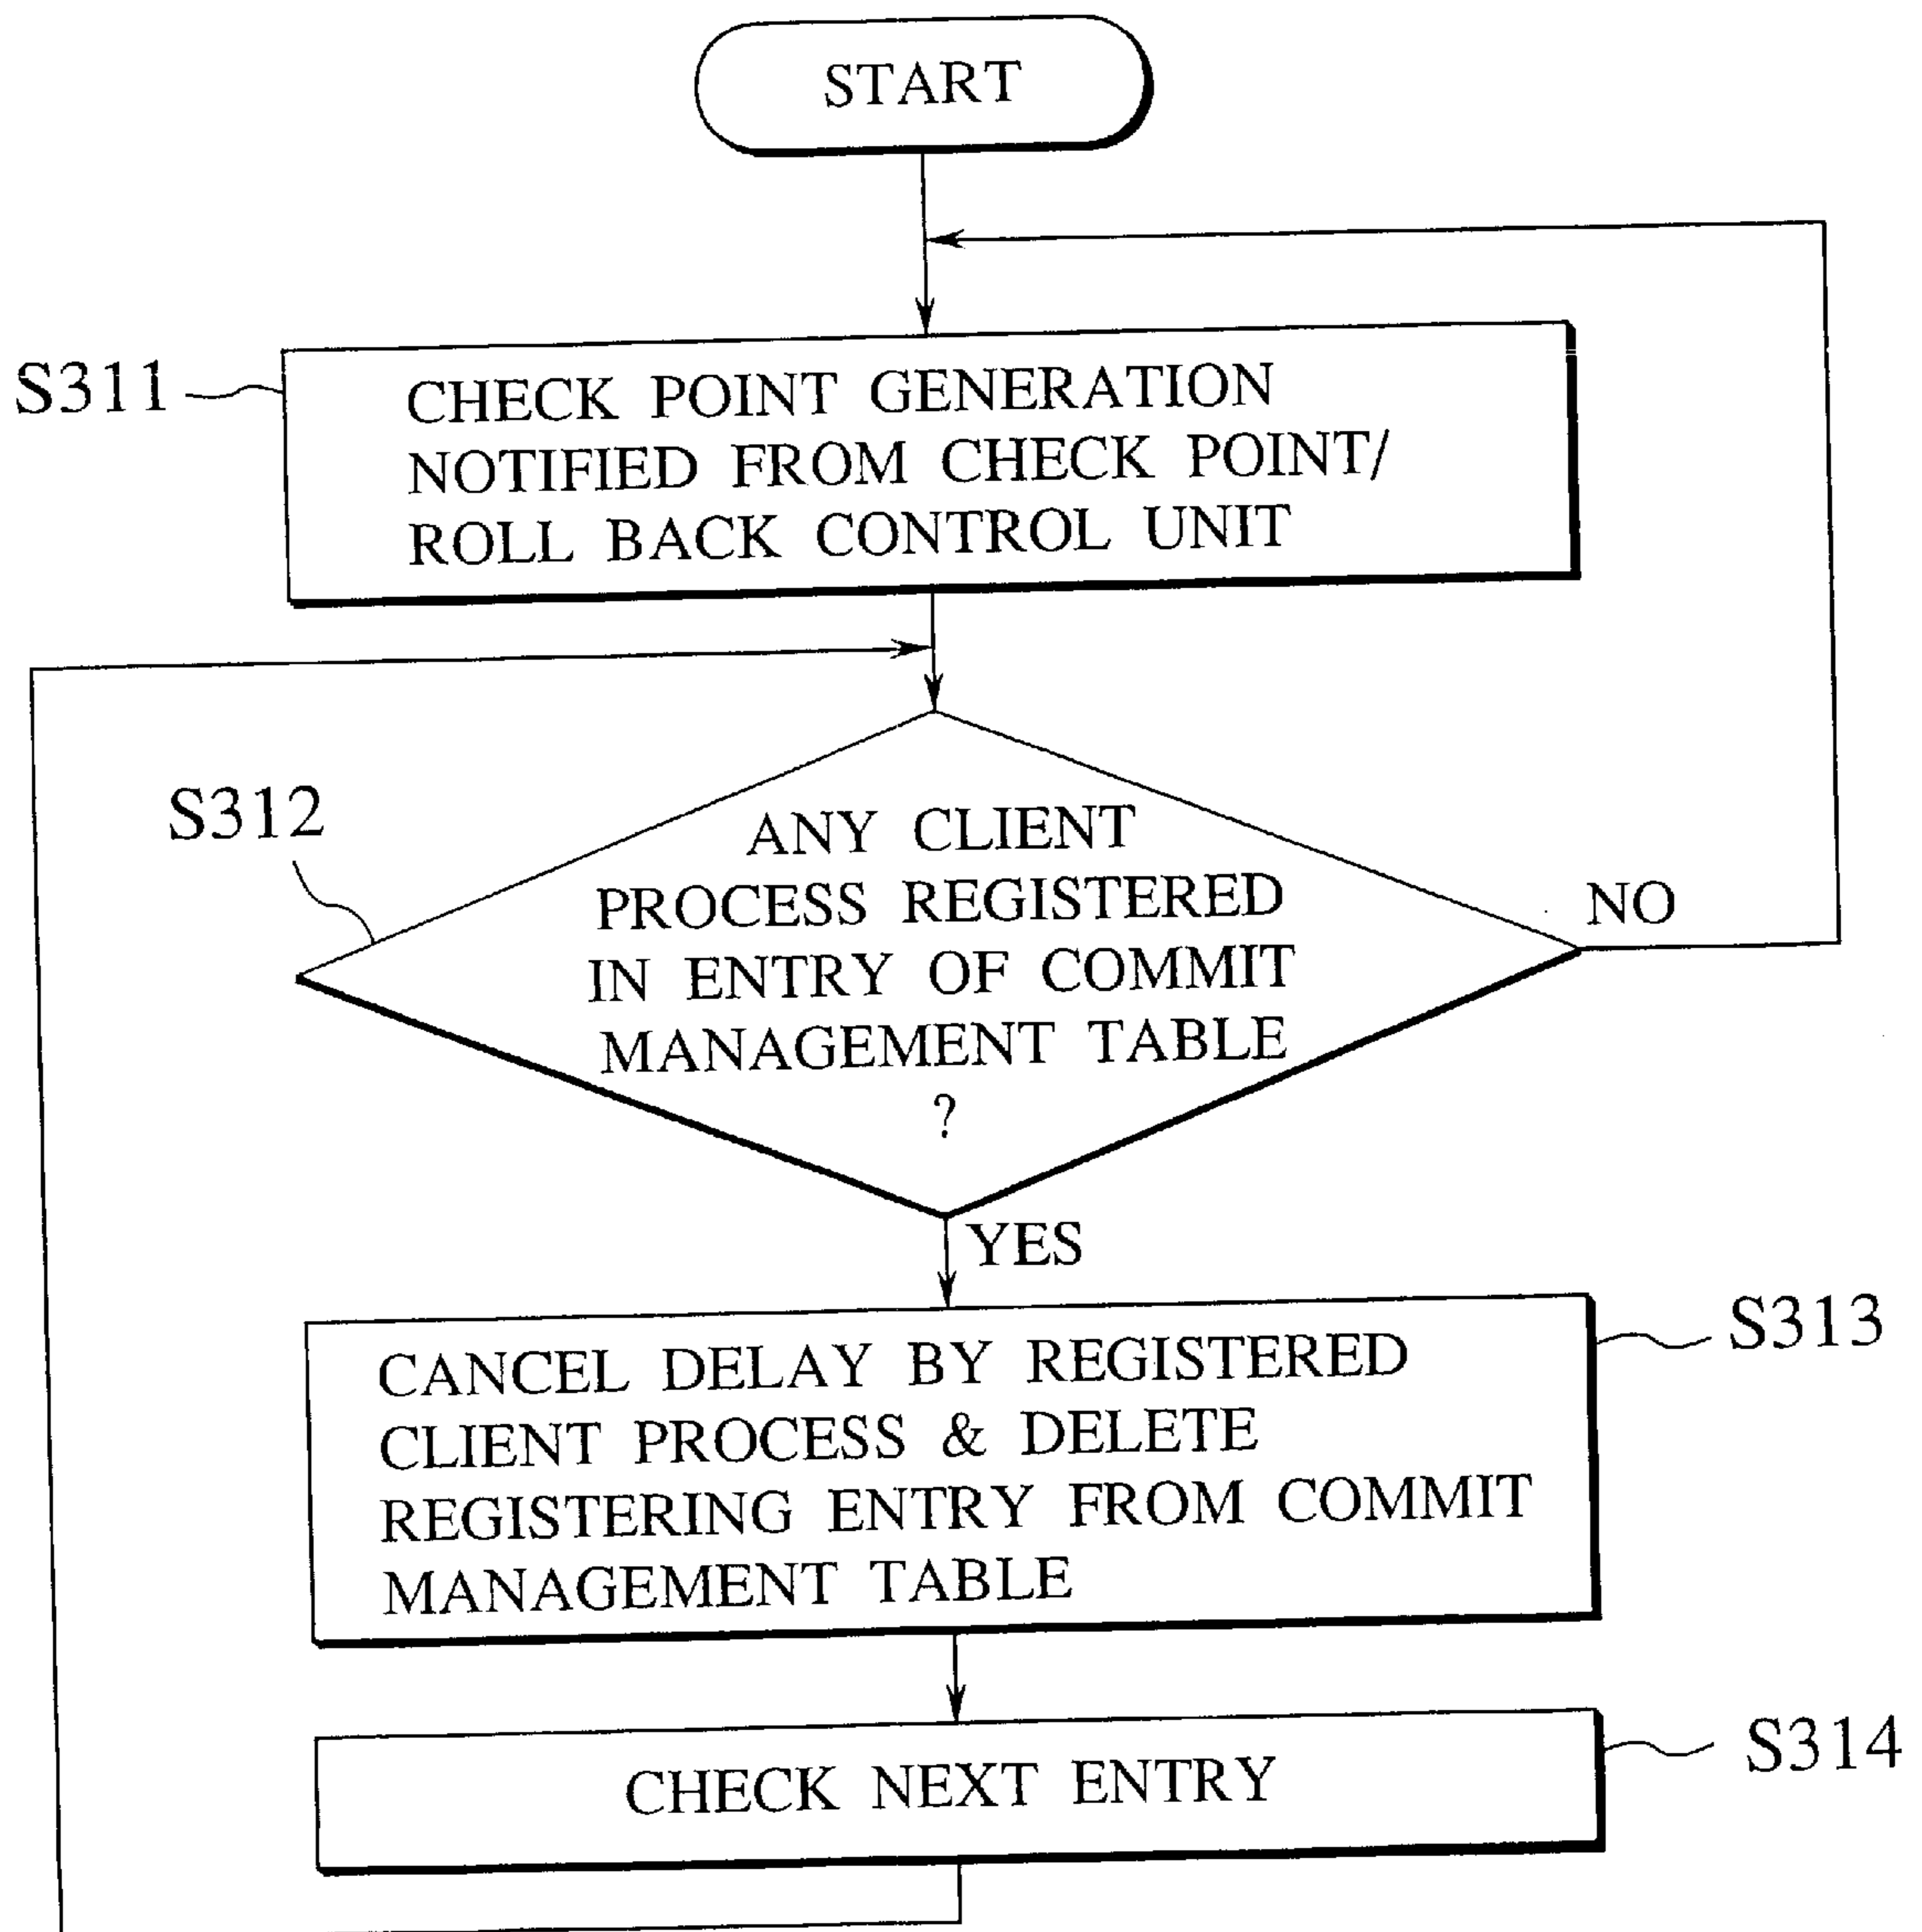 START
S311
CHECK POINT GENERATION
NOTIFIED FROM CHECK POINT/
ROLL BACK CONTROL UNIT
S312
ANY CLIENT
PROCESS REGISTERED
IN ENTRY OF COMMIT
MANAGEMENT TABLE
?
NO
YES
S313
CANCEL DELAY BY REGISTERED
CLIENT PROCESS & DELETE
REGISTERING ENTRY FROM COMMIT
MANAGEMENT TABLE
S314
CHECK NEXT ENTRY